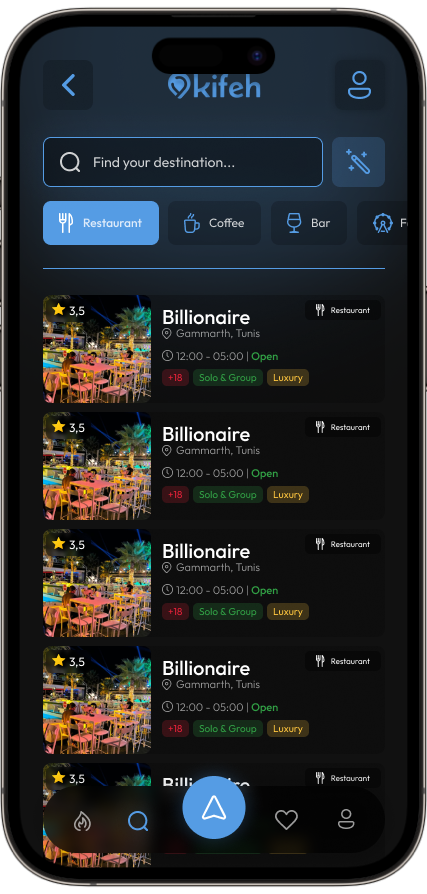 kifeh
Find your destination...
Restaurant
Coffee
Bar
F
3,5
Billionaire
Restaurant
Gammarth, Tunis
12:00 - 05:00 | Open
+18 Solo & Group Luxury
3,5
Billionaire
Restaurant
Gammarth, Tunis
12:00 - 05:00 | Open
+18 Solo & Group Luxury
3,5
Billionaire
Restaurant
Gammarth, Tunis
12:00 - 05:00 | Open
+18 Solo & Group Luxury
3,5
Billionaire
Restaurant
Gammarth, Tunis
12:00 - 05:00 | Open
+18 Solo & Group Luxury
3,5
Restaurant